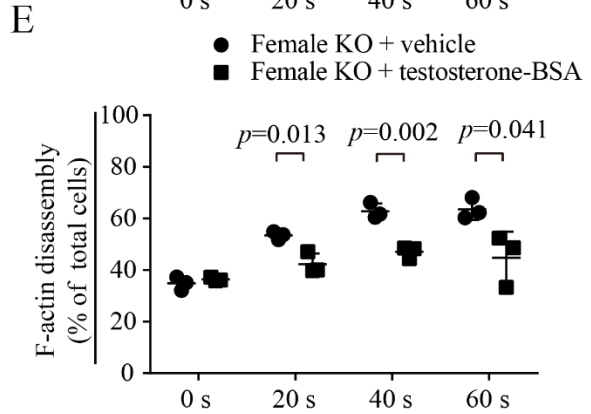 0 s 20 s 40 s 60 s
E
Female KO + vehicle
Female KO + testosterone-BSA
F-actin disassembly
(% of total cells)
100
80
60
40
20
0
p=0.013 p=0.002 p=0.041
0 s 20 s 40 s 60 s